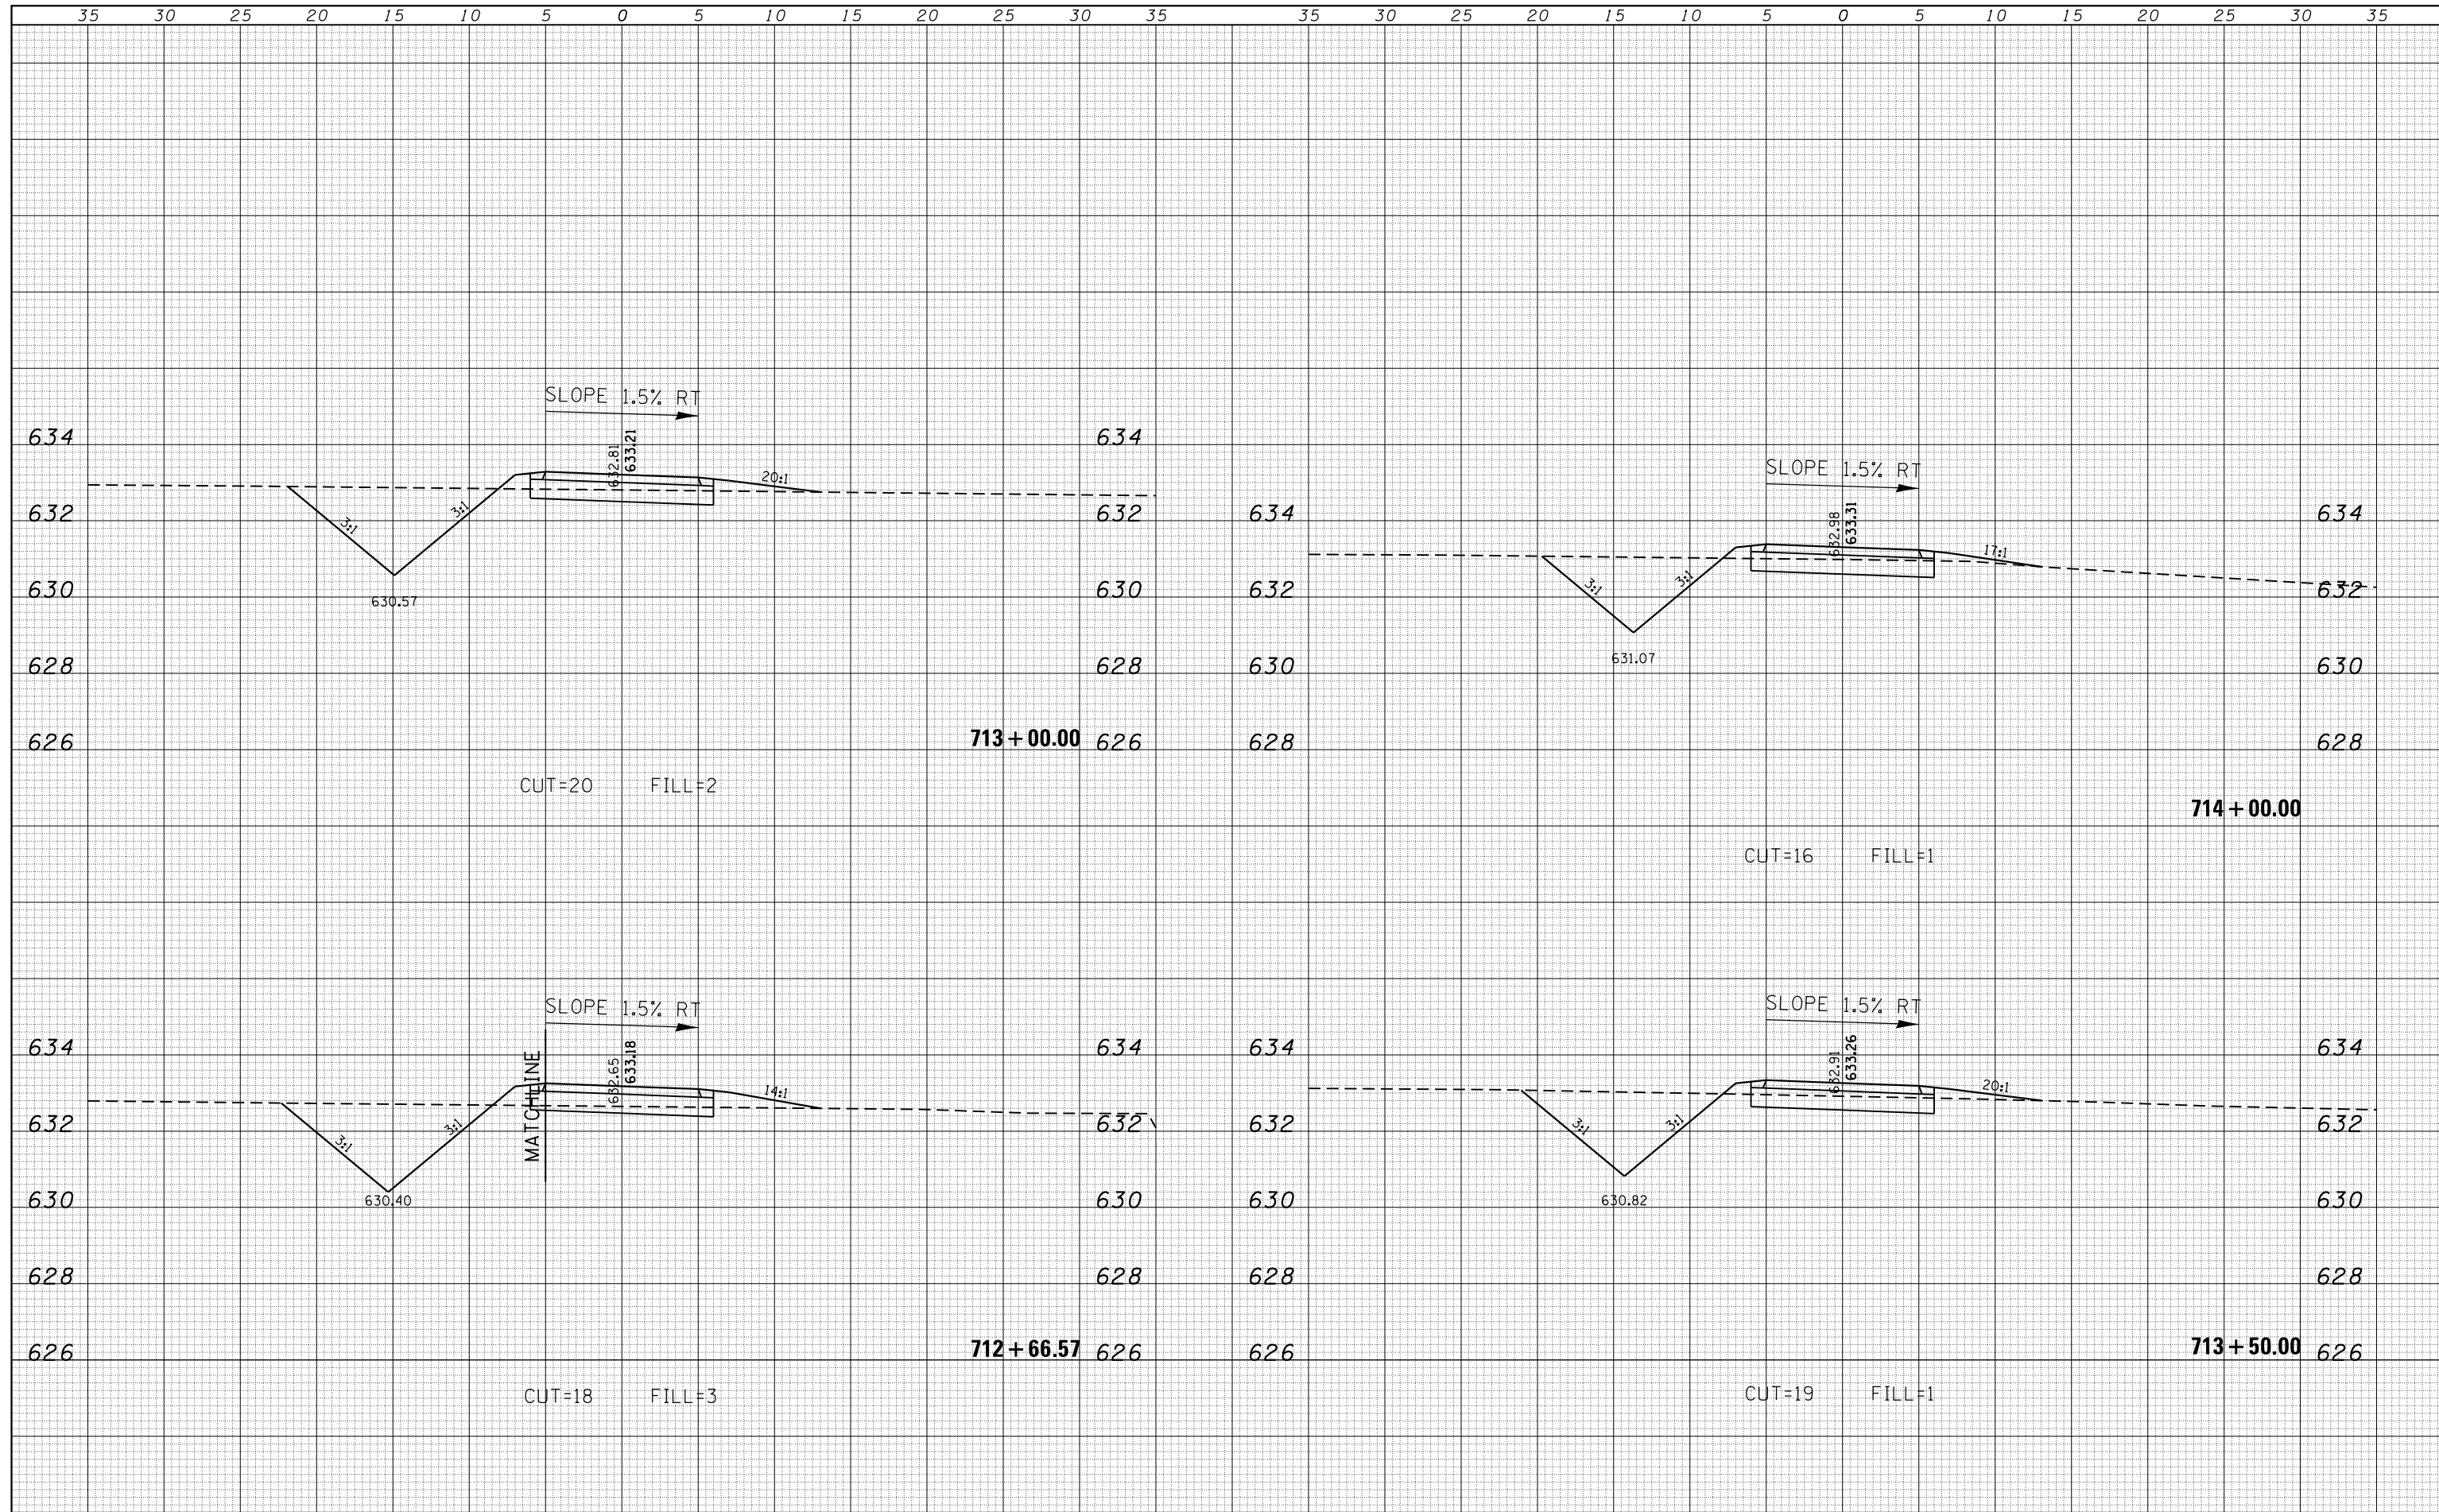 35 30 25 20 15 10 5 0 5 10 15 20 25 30 35 35 30 25 20 15 10 5 0 5 10 15 20 25 30 35
SLOPE 1.5% RT
634 632.81 633.21 634
20:1
3:1 3:1
632 632
630.57
630 630
628 628
626 713+00.00 626
CUT=20 FILL=2
SLOPE 1.5% RT
634 632.98 633.31 634
17:1
3:1 3:1
632 632
631.07
630 630
628 628
714+00.00
CUT=16 FILL=1
SLOPE 1.5% RT
MATCHLINE
634 632.65 633.18 634
14:1
3:1 3:1
632 632
630.40
630 630
628 628
626 712+66.57 626
CUT=18 FILL=3
SLOPE 1.5% RT
634 632.91 633.26 634
20:1
3:1 3:1
632 632
630.82
630 630
628 628
626 713+50.00 626
CUT=19 FILL=1